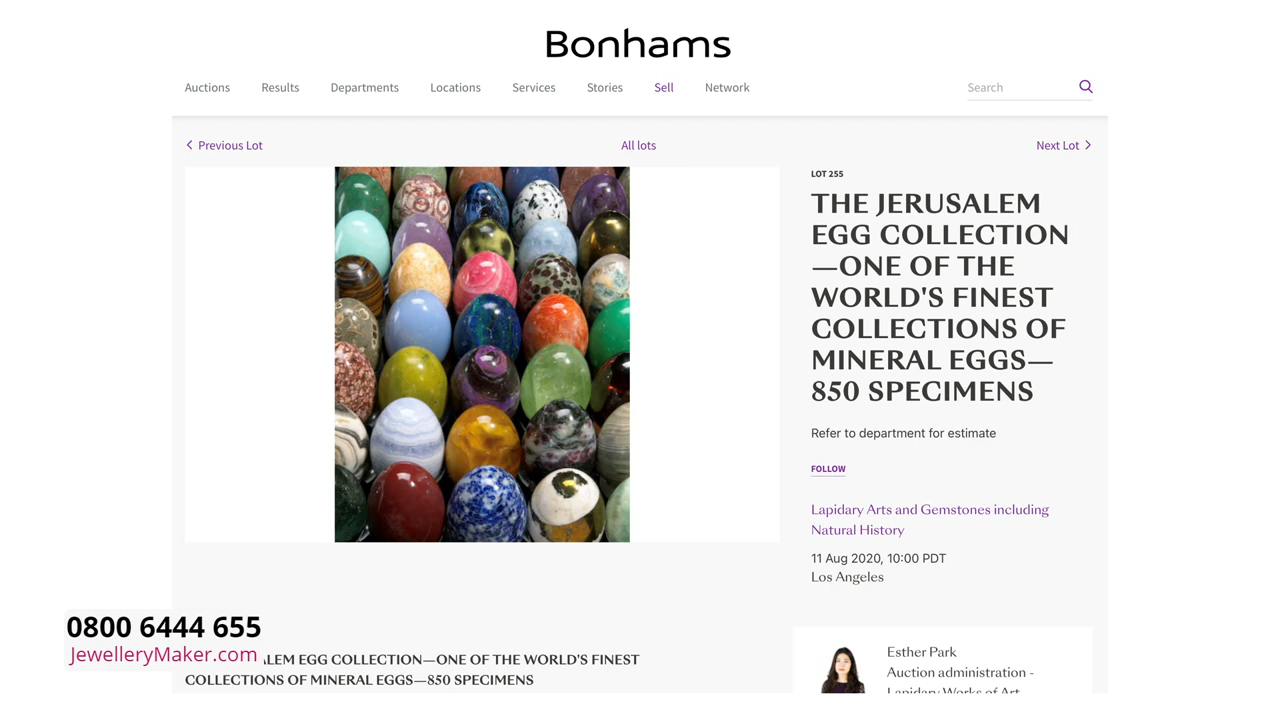 Bonhams
Auctions Results Departments Locations Services Stories Sell Network Search
Previous Lot All lots Next Lot
LOT 255
THE JERUSALEM
EGG COLLECTION
—ONE OF THE
WORLD'S FINEST
COLLECTIONS OF
MINERAL EGGS—
850 SPECIMENS
Refer to department for estimate
FOLLOW
Lapidary Arts and Gemstones including
Natural History
11 Aug 2020, 10:00 PDT
Los Angeles
0800 6444 655
JewelleryMaker.com
EGG COLLECTION—ONE OF THE WORLD'S FINEST
COLLECTIONS OF MINERAL EGGS—850 SPECIMENS
Esther Park
Auction administration -
Lapidary Works of Art